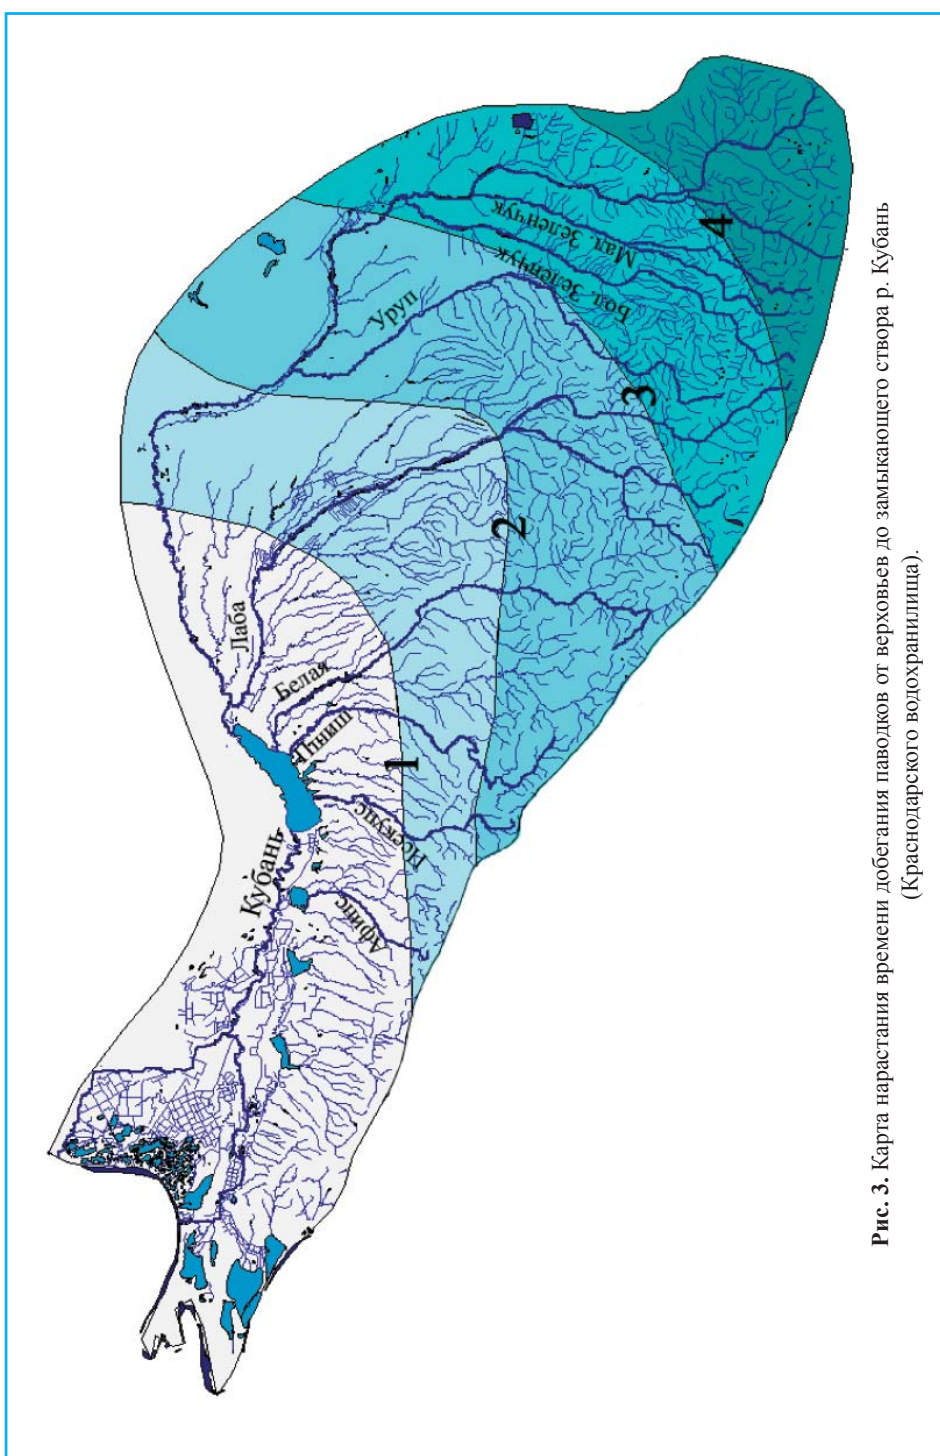 Кубань
Афипс
Псекупс
Пшиш
Белая
Лаба
Уруп
Бол. Зеленчук
Мал. Зеленчук
1
2
3
4
Рис. 3. Карта нарастания времени добегания паводков от верховьев до замыкающего створа р. Кубань
(Краснодарского водохранилища).